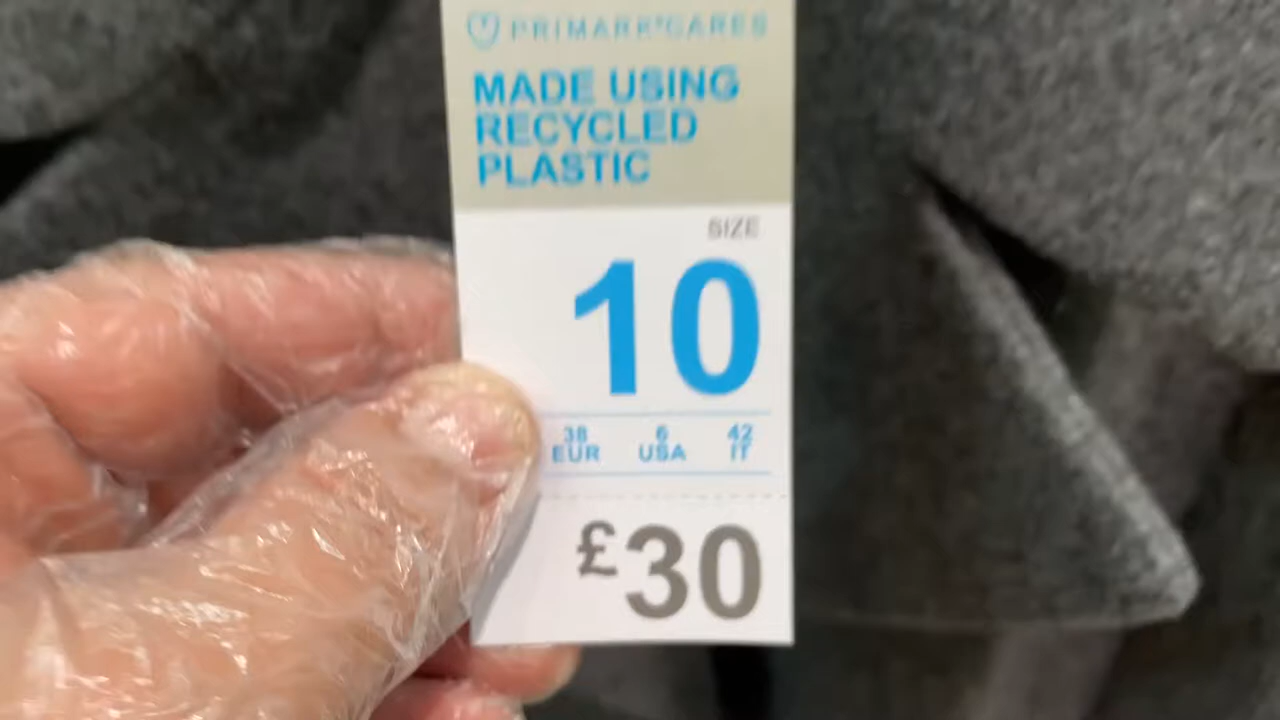 PRIMARK CARES
MADE USING
RECYCLED
PLASTIC
SIZE
10
38 6 42
EUR USA IT
£30